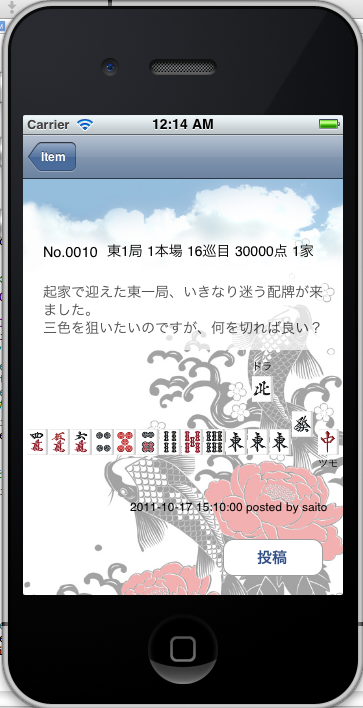 Carrier 12:14 AM
Item
No.0010 東1局 1本場 16巡目 30000点 1家
起家で迎えた東一局、いきなり迷う配牌が来
ました。
三色を狙いたいのですが、何を切れば良い？
ドラ
北
四萬 五萬 六萬 東 東 東 發 中
ツモ
2011-10-17 15:10:00 posted by saito
投稿